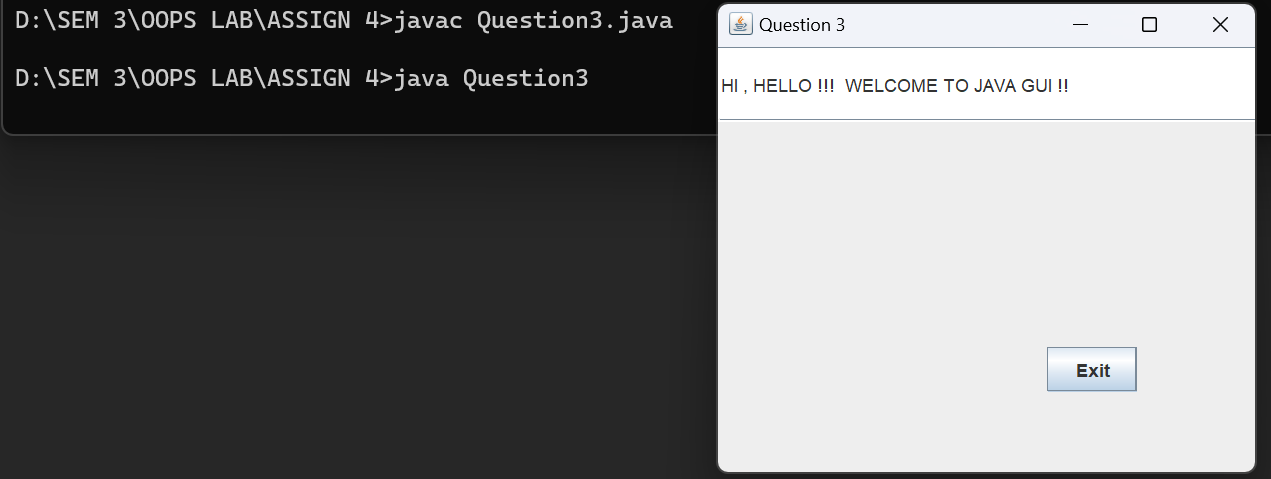 D:\SEM 3\OOPS LAB\ASSIGN 4>javac Question3.java
D:\SEM 3\OOPS LAB\ASSIGN 4>java Question3
Question 3
HI , HELLO !!!  WELCOME TO JAVA GUI !!
Exit